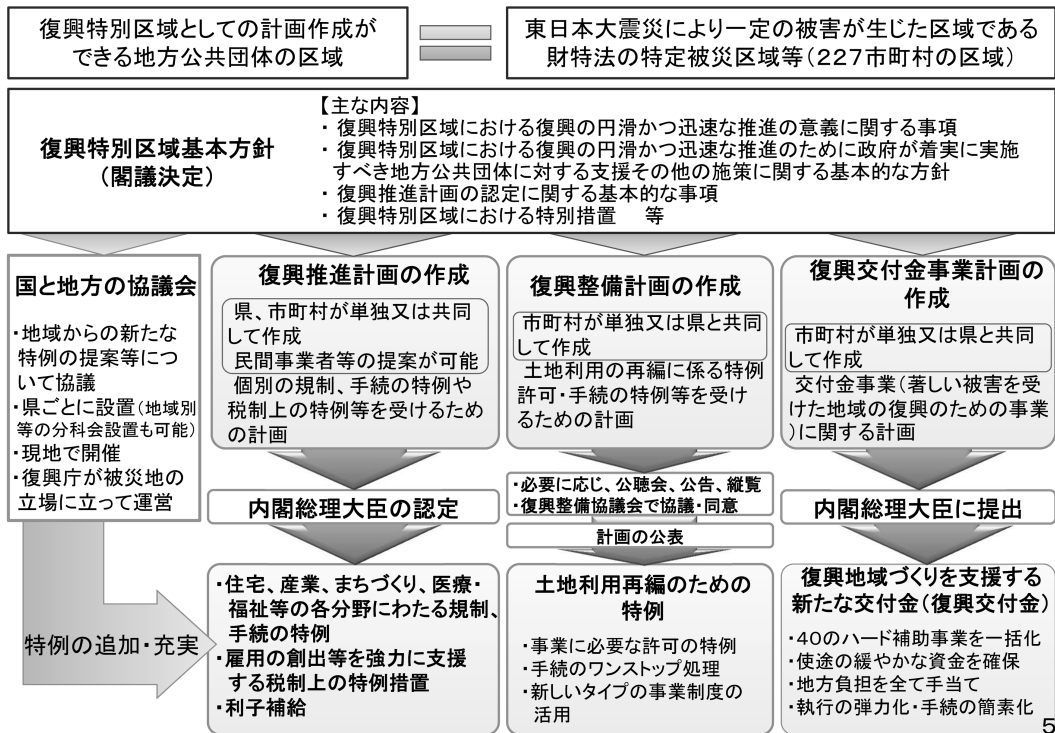 復興特別区域としての計画作成が
できる地方公共団体の区域
東日本大震災により一定の被害が生じた区域である
財特法の特定被災区域等(227市町村の区域)
復興特別区域基本方針
(閣議決定)
【主な内容】
・ 復興特別区域における復興の円滑かつ迅速な推進の意義に関する事項
・ 復興特別区域における復興の円滑かつ迅速な推進のために政府が着実に実施
すべき地方公共団体に対する支援その他の施策に関する基本的な方針
・ 復興推進計画の認定に関する基本的な事項
・ 復興特別区域における特別措置 等
国と地方の協議会
・地域からの新たな
特例の提案等につ
いて協議
・県ごとに設置(地域別
等の分科会設置も可能)
・現地で開催
・復興庁が被災地の
立場に立って運営
特例の追加・充実
復興推進計画の作成
県、市町村が単独又は共同
して作成
民間事業者等の提案が可能
個別の規制、手続の特例や
税制上の特例等を受けるため
の計画
内閣総理大臣の認定
・住宅、産業、まちづくり、医療・
福祉等の各分野にわたる規制、
手続の特例
・雇用の創出等を強力に支援
する税制上の特例措置
・利子補給
復興整備計画の作成
市町村が単独又は県と共同
して作成
土地利用の再編に係る特例
許可・手続の特例等を受け
るための計画
・必要に応じ、公聴会、公告、縦覧
・復興整備協議会で協議・同意
計画の公表
土地利用再編のための
特例
・事業に必要な許可の特例
・手続のワンストップ処理
・新しいタイプの事業制度の
活用
復興交付金事業計画の
作成
市町村が単独又は県と共同
して作成
交付金事業(著しい被害を受
けた地域の復興のための事業
)に関する計画
内閣総理大臣に提出
復興地域づくりを支援する
新たな交付金(復興交付金)
・40のハード補助事業を一括化
・使途の緩やかな資金を確保
・地方負担を全て手当て
・執行の弾力化・手続の簡素化
5